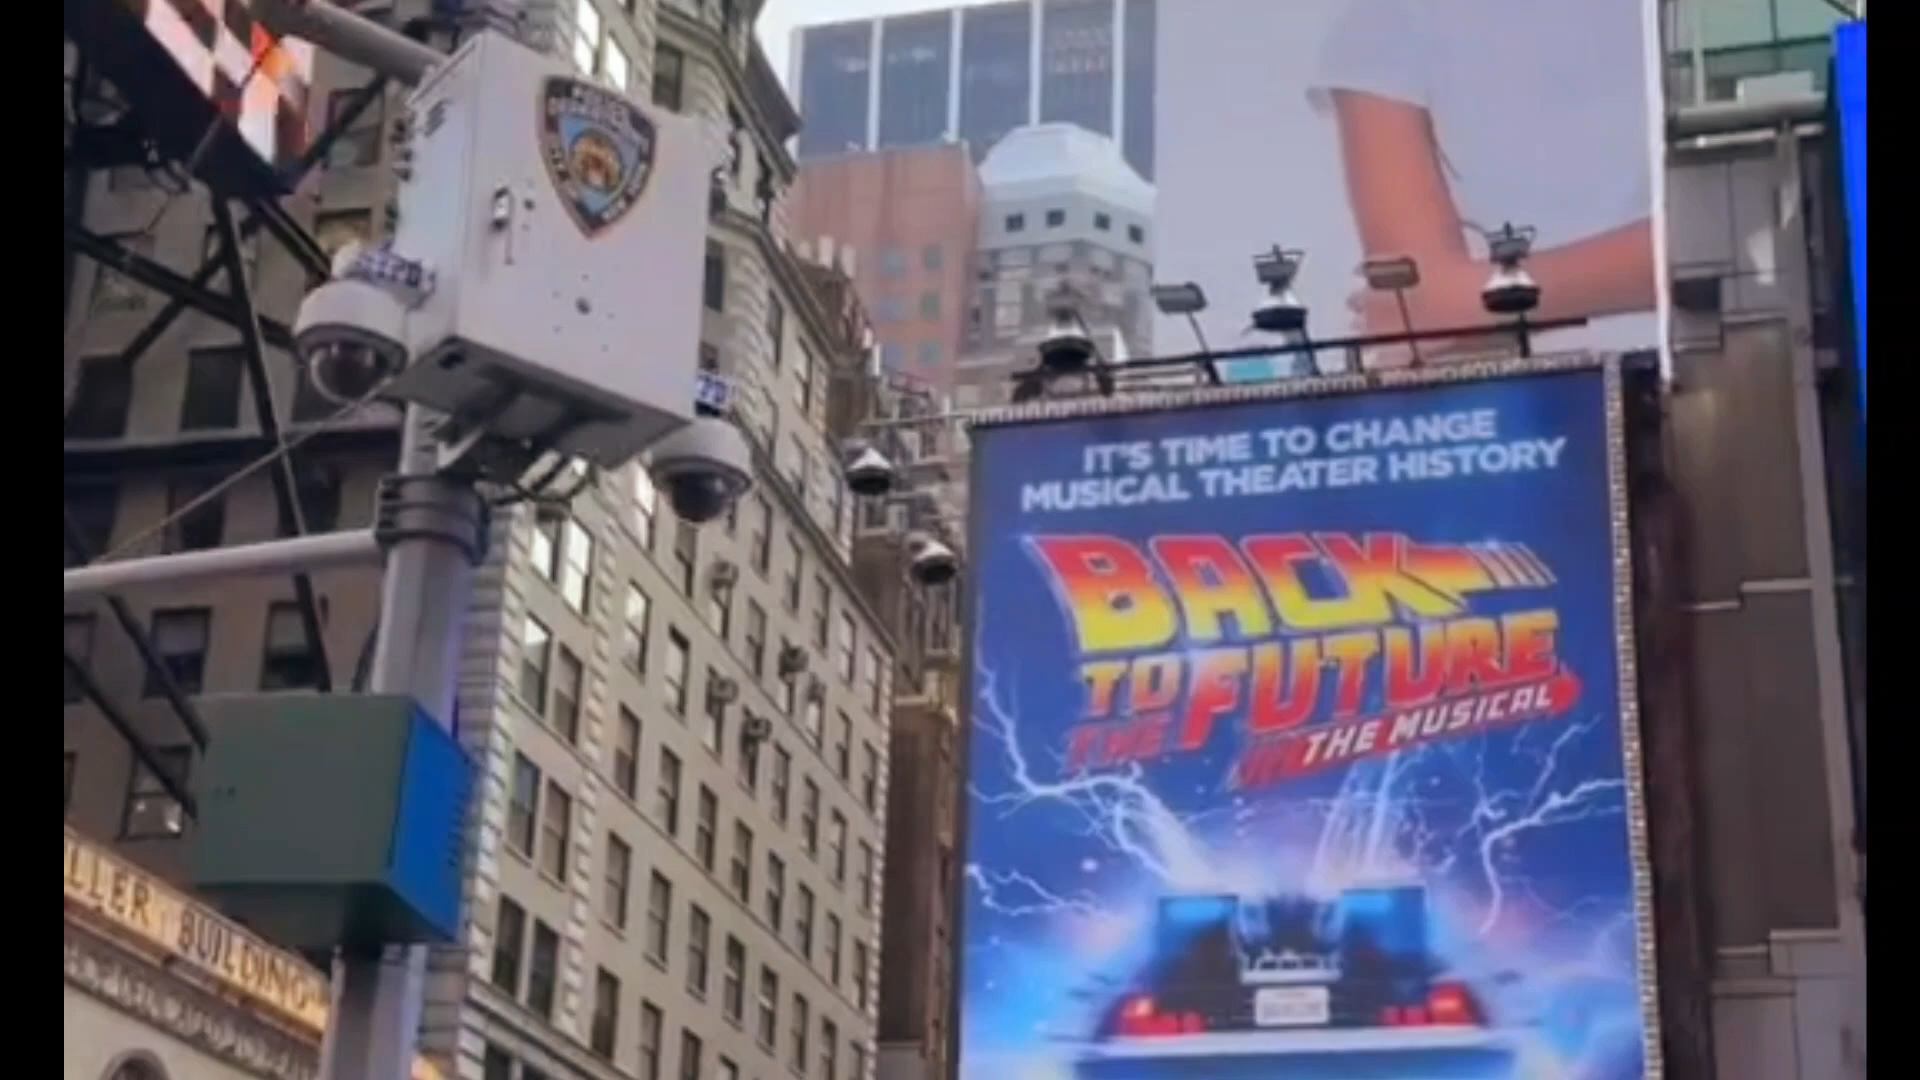 IT'S TIME TO CHANGE
MUSICAL THEATER HISTORY
BACK
TO THE FUTURE
THE MUSICAL
LLER BUILDING